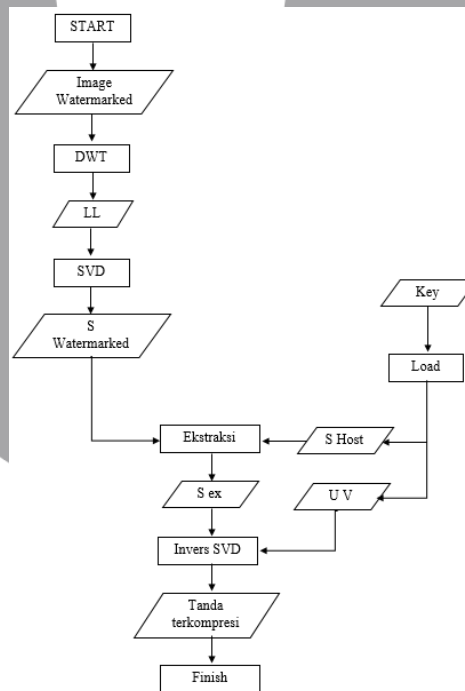 START
Image
Watermarked
DWT
LL
SVD
S
Watermarked
Key
Load
Ekstraksi
S Host
S ex
U V
Invers SVD
Tanda
terkompresi
Finish